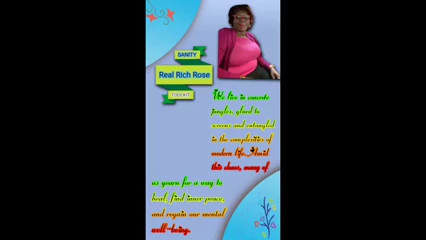 SANITY
Real Rich Rose
TOOLKIT
We live in concrete
jungles, glued to
screens and entangled
in the complexities of
modern life. Amid
this chaos, many of
us yearn for a way to
heal, find inner peace,
and regain our mental
well-being.